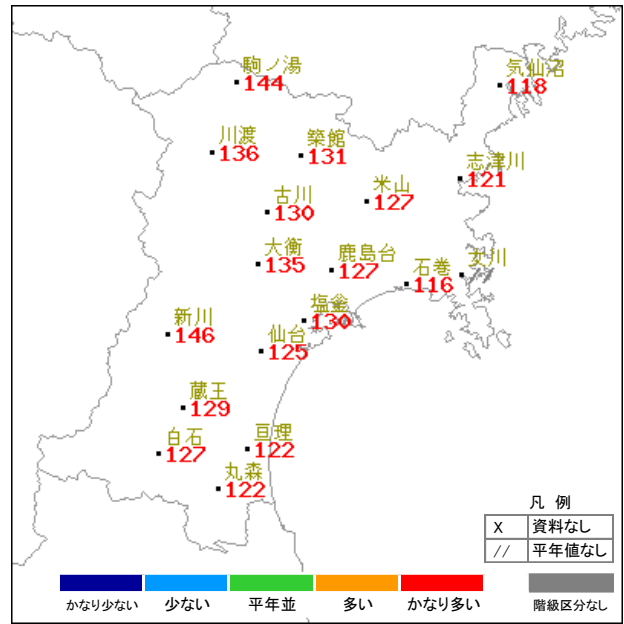 駒ノ湯
144
気仙沼
118
川渡
136
築館
131
志津川
121
米山
127
古川
130
大衡
135
鹿島台
127
石巻
116
女川
塩釜
130
新川
146
仙台
125
蔵王
129
白石
127
亘理
122
丸森
122
凡 例
X 資料なし
// 平年値なし
かなり少ない 少ない 平年並 多い かなり多い 階級区分なし